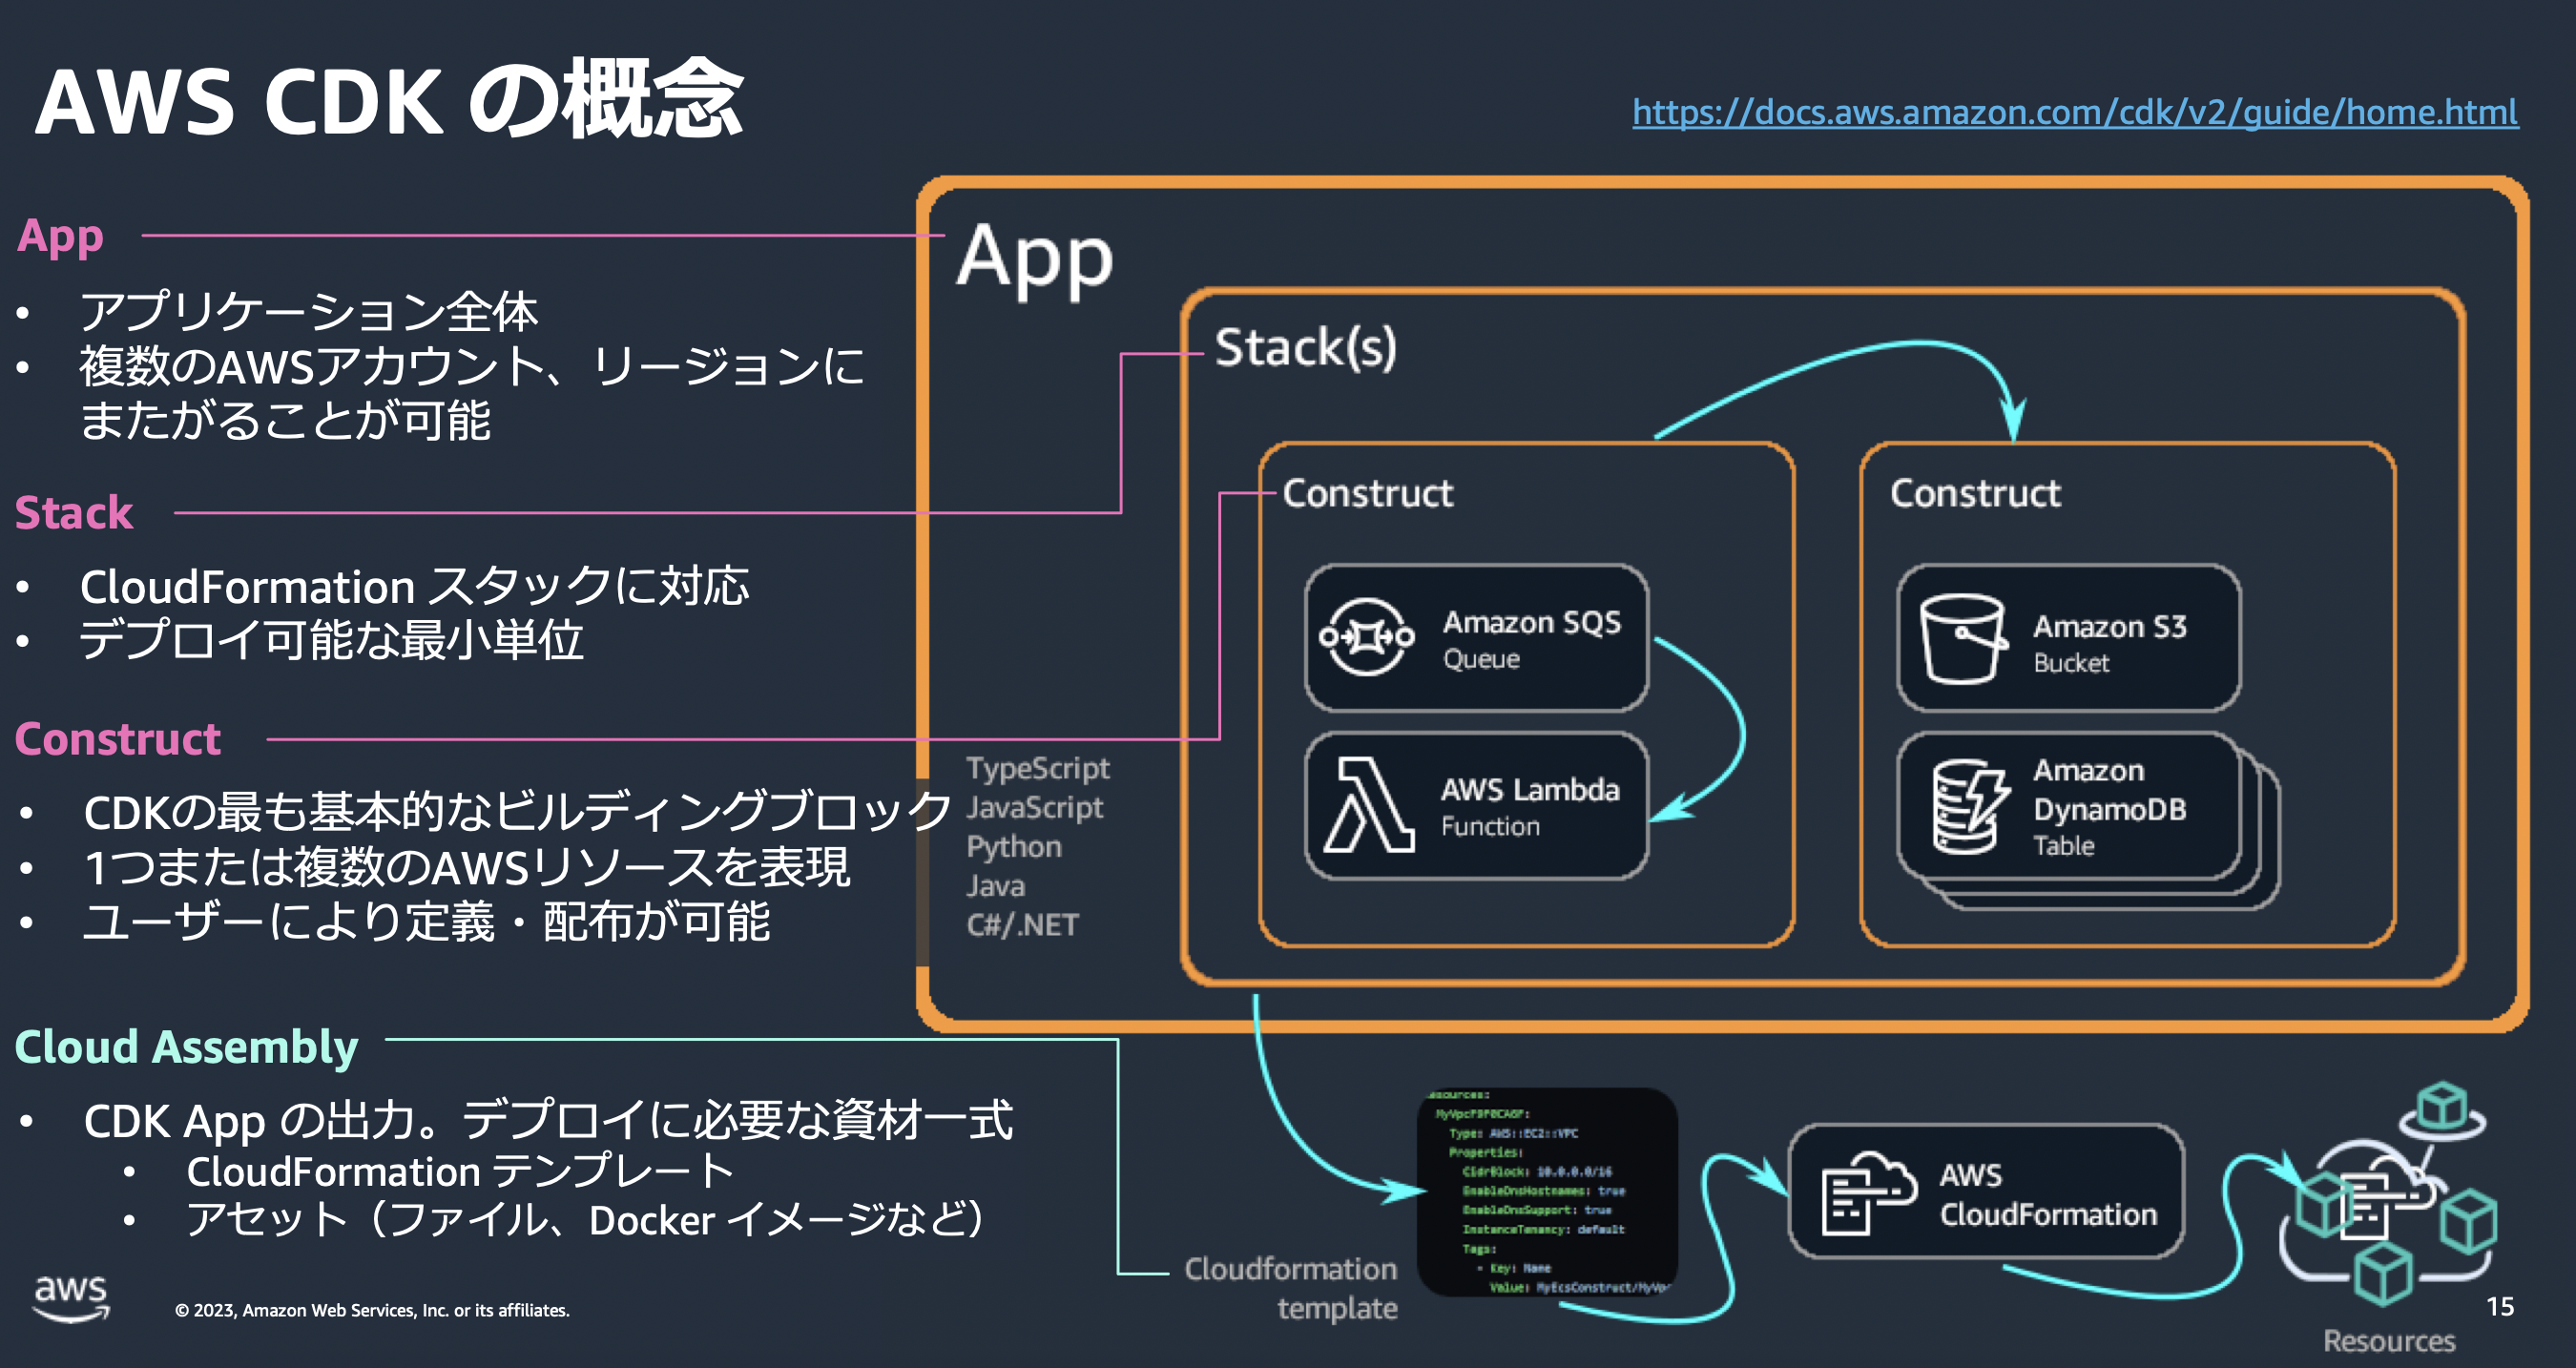 AWS CDK の概念
https://docs.aws.amazon.com/cdk/v2/guide/home.html
App
• アプリケーション全体
• 複数のAWSアカウント、リージョンに
またがることが可能
Stack
• CloudFormation スタックに対応
• デプロイ可能な最小単位
Construct
• CDKの最も基本的なビルディングブロック
• 1つまたは複数のAWSリソースを表現
• ユーザーにより定義・配布が可能
Cloud Assembly
• CDK App の出力。デプロイに必要な資材一式
• CloudFormation テンプレート
• アセット（ファイル、Docker イメージなど）
App
Stack(s)
Construct
Amazon SQS
Queue
AWS Lambda
Function
Construct
Amazon S3
Bucket
Amazon
DynamoDB
Table
TypeScript
JavaScript
Python
Java
C#/.NET
Cloudformation
template
Resources:
MyVpcF9F0CA6F:
Type: AWS::EC2::VPC
Properties:
CidrBlock: 10.0.0.0/16
EnableDnsHostnames: true
EnableDnsSupport: true
InstanceTenancy: default
Tags:
- Key: Name
Value: MyEcsConstruct/MyVpc
AWS
CloudFormation
Resources
aws
© 2023, Amazon Web Services, Inc. or its affiliates.
15